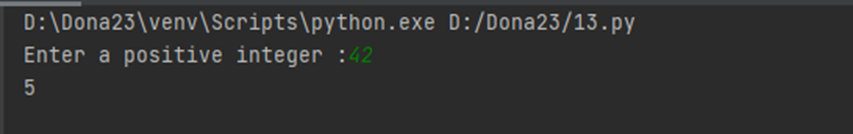 D:\Dona23\venv\Scripts\python.exe D:/Dona23/13.py
Enter a positive integer :42
5